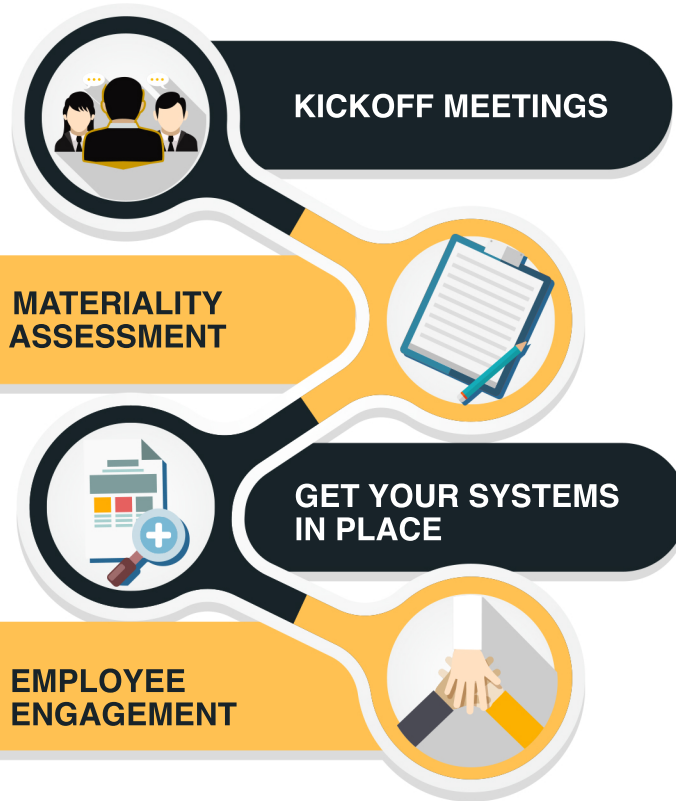 KICKOFF MEETINGS
MATERIALITY
ASSESSMENT
GET YOUR SYSTEMS
IN PLACE
EMPLOYEE
ENGAGEMENT